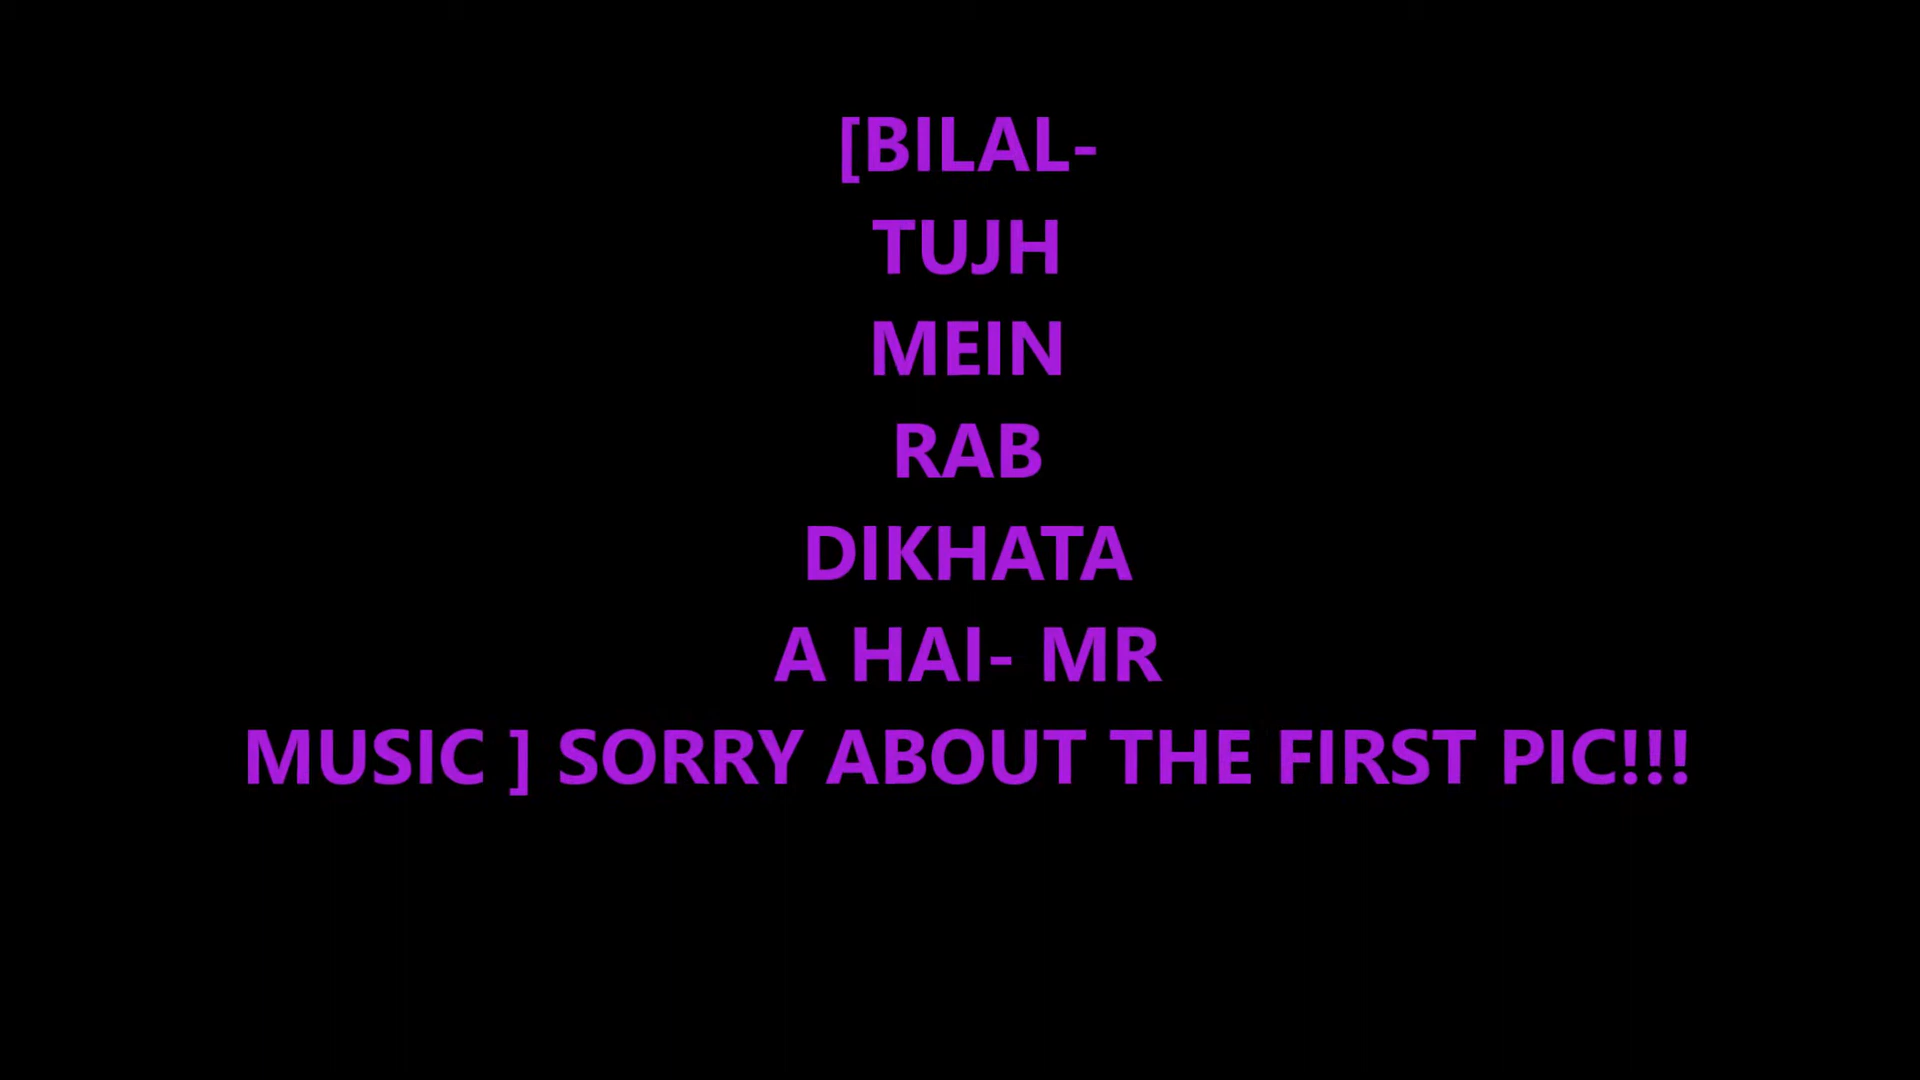 [BILAL-
TUJH
MEIN
RAB
DIKHATA
A HAI- MR
MUSIC ] SORRY ABOUT THE FIRST PIC!!!